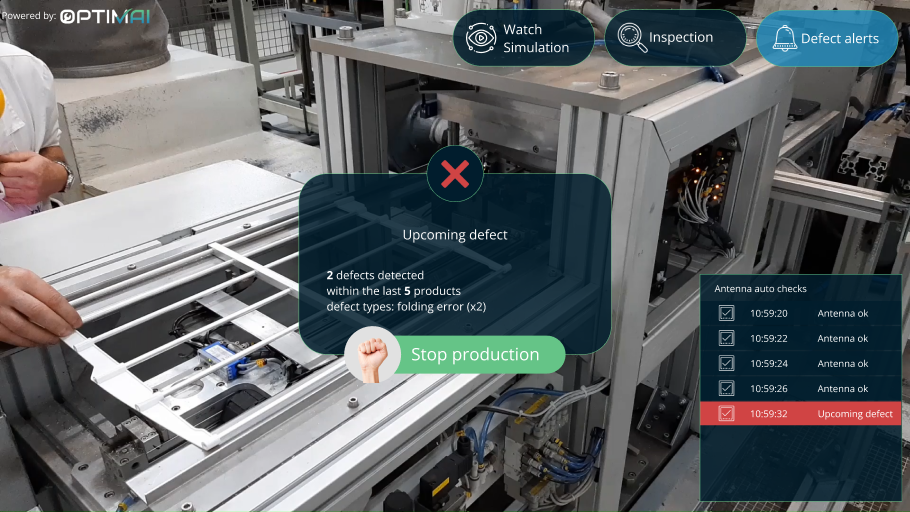 Powered by: OPTIMAI
Watch
Simulation
Inspection
Defect alerts
Upcoming defect
2 defects detected
within the last 5 products
defect types: folding error (x2)
Stop production
Antenna auto checks
10:59:20 Antenna ok
10:59:22 Antenna ok
10:59:24 Antenna ok
10:59:26 Antenna ok
10:59:32 Upcoming defect